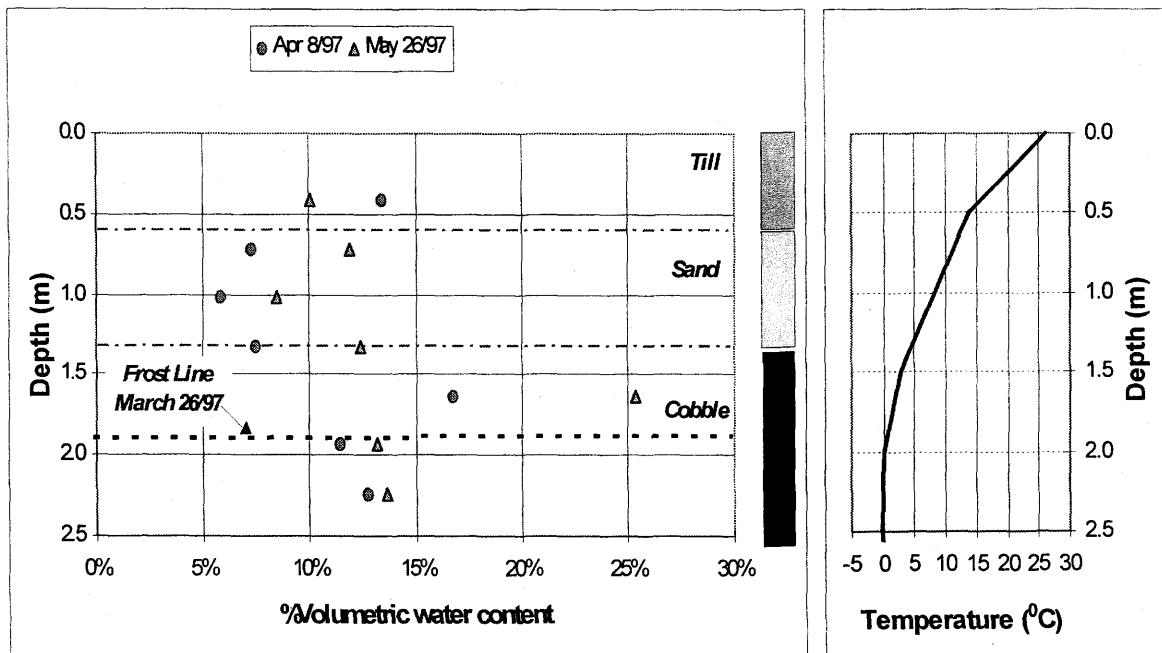 Apr 8/97 May 26/97
0.0
0.5
1.0
1.5
2.0
2.5
Depth (m)
Till
Sand
Frost Line
March 26/97
Cobble
0% 5% 10% 15% 20% 25% 30%
%Volumetric water content
0.0
0.5
1.0
1.5
2.0
2.5
Depth (m)
-5 0 5 10 15 20 25 30
Temperature (⁰C)